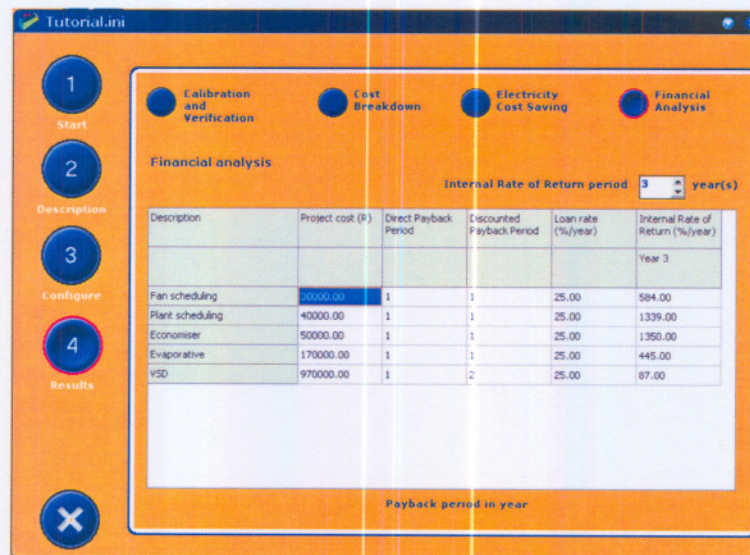 Tutorial.ini
1
Start
2
Description
3
Configure
4
Results
Calibration and Verification
Cost Breakdown
Electricity Cost Saving
Financial Analysis
Financial analysis
Internal Rate of Return period 3 year(s)
Description Project cost (R) Direct Payback Period Discounted Payback Period Loan rate (%/year) Internal Rate of Return (%/year)
Year 3
Fan scheduling 30000.00 1 1 25.00 584.00
Plant scheduling 40000.00 1 1 25.00 1339.00
Economiser 50000.00 1 1 25.00 1350.00
Evaporative 170000.00 1 1 25.00 445.00
VSD 970000.00 1 2 25.00 87.00
Payback period in year